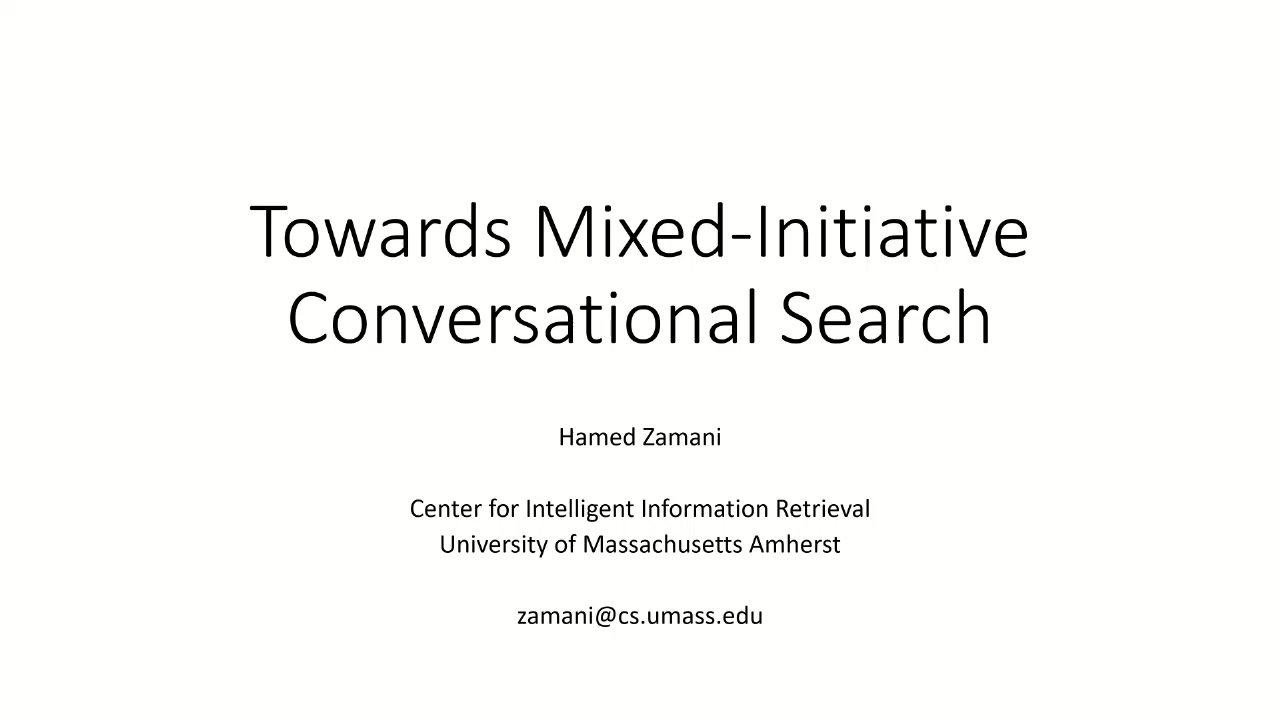 Towards Mixed-Initiative
Conversational Search
Hamed Zamani
Center for Intelligent Information Retrieval
University of Massachusetts Amherst
zamani@cs.umass.edu